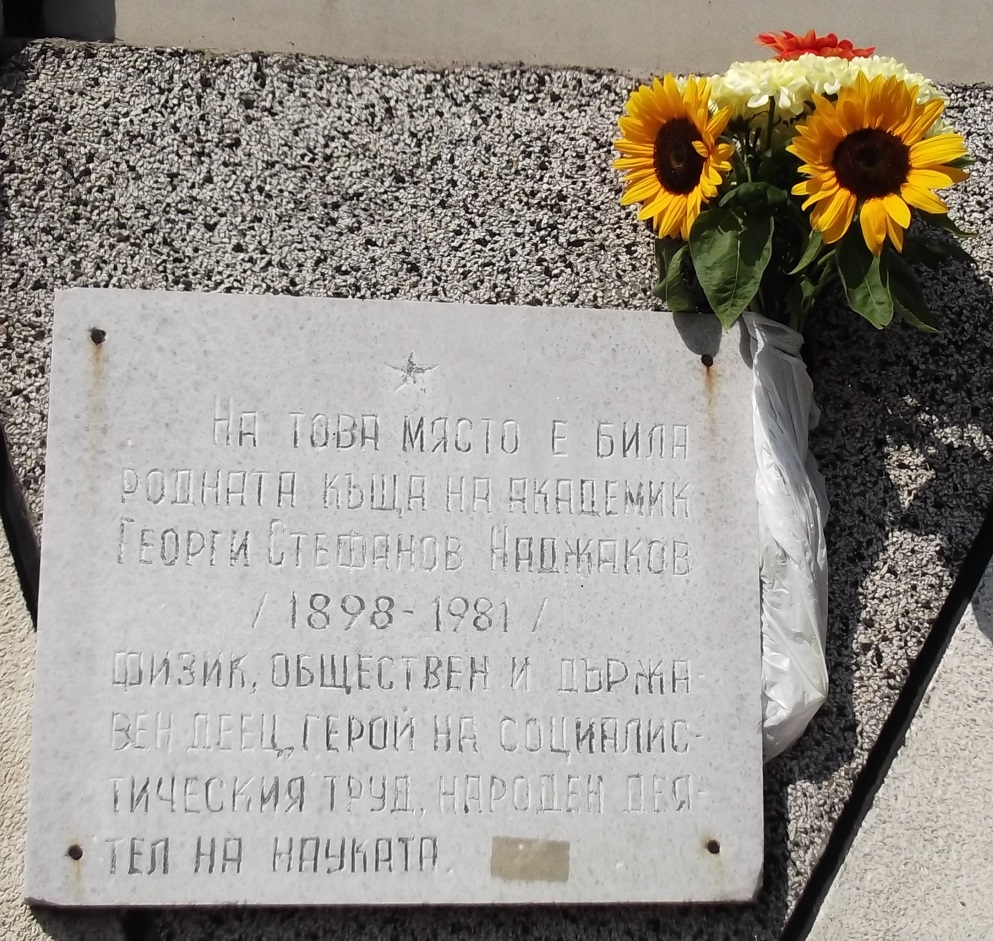 На това място е била
родната къща на академик
Георги Стефанов Наджаков
/ 1898 - 1981 /
физик, обществен и държа-
вен деец, герой на социалис-
тическия труд, народен дея-
тел на науката.